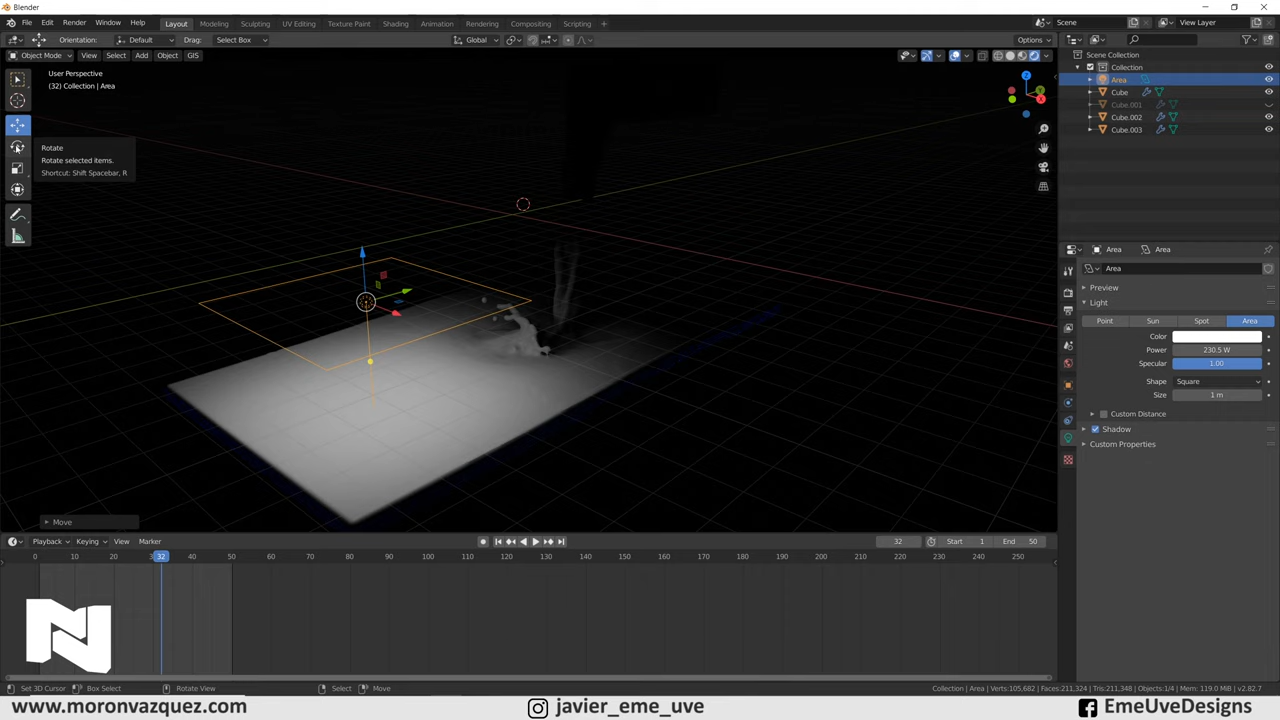 Blender
File Edit Render Window Help
Layout Modeling Sculpting UV Editing Texture Paint Shading Animation Rendering Compositing Scripting +
Scene
View Layer
Orientation: Default Drag: Select Box
Global
Options
Object Mode View Select Add Object GIS
User Perspective
(32) Collection | Area
Rotate
Rotate selected items.
Shortcut: Shift Spacebar, R
Z
Y
X
Move
Scene Collection
Collection
Area
Cube
Cube.001
Cube.002
Cube.003
Area Area
Area
Preview
Light
Point Sun Spot Area
Color
Power 230.5 W
Specular 1.00
Shape Square
Size 1 m
Custom Distance
Shadow
Custom Properties
Playback Keying View Marker
32 Start 1 End 50
0 10 20 3 32 40 50 60 70 80 90 100 110 120 130 140 150 160 170 180 190 200 210 220 230 240 250
N
Set 3D Cursor Box Select Rotate View Select Move
Collection | Area | Verts:105,682 | Faces:211,324 | Tris:211,348 | Objects:1/4 | Mem: 119.0 MiB | v2.82.7
www.moronvazquez.com javier_eme_uve EmeUveDesigns